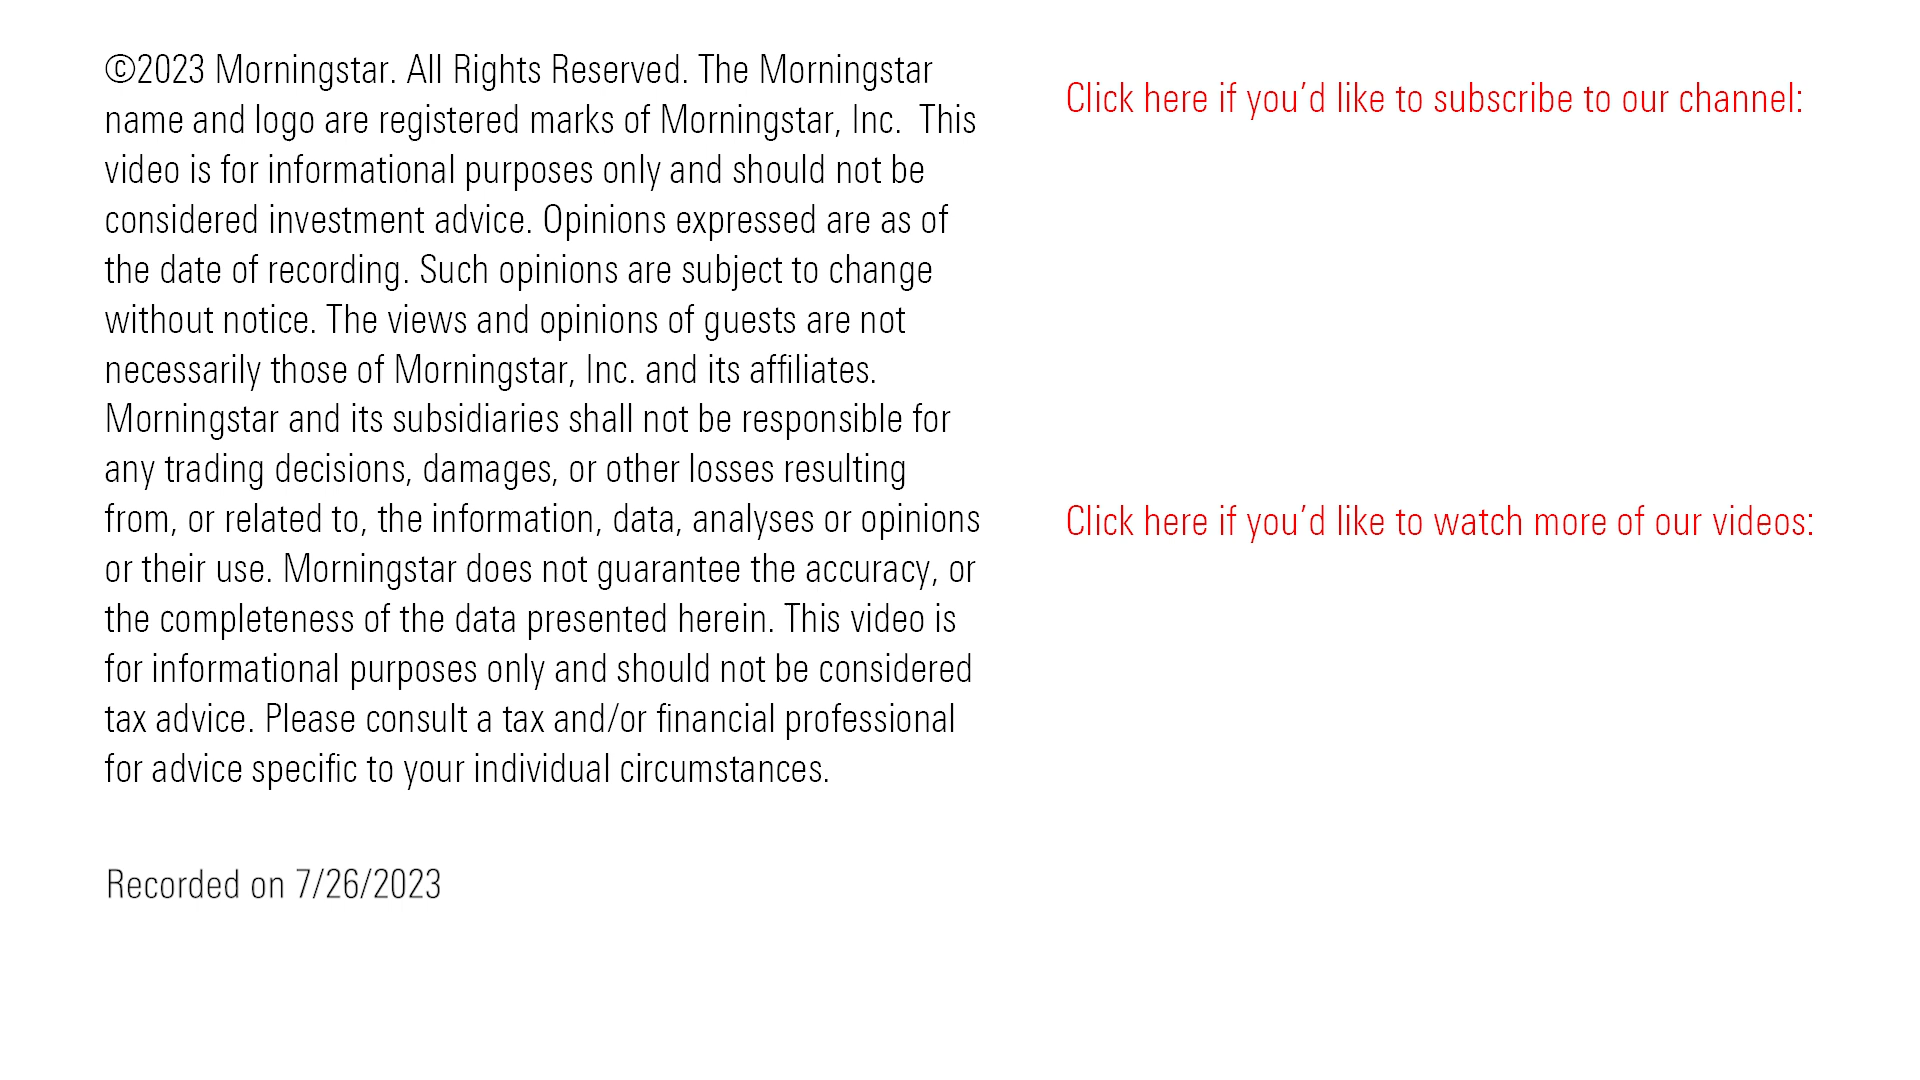 ©2023 Morningstar. All Rights Reserved. The Morningstar
name and logo are registered marks of Morningstar, Inc.  This
video is for informational purposes only and should not be
considered investment advice. Opinions expressed are as of
the date of recording. Such opinions are subject to change
without notice. The views and opinions of guests are not
necessarily those of Morningstar, Inc. and its affiliates.
Morningstar and its subsidiaries shall not be responsible for
any trading decisions, damages, or other losses resulting
from, or related to, the information, data, analyses or opinions
or their use. Morningstar does not guarantee the accuracy, or
the completeness of the data presented herein. This video is
for informational purposes only and should not be considered
tax advice. Please consult a tax and/or financial professional
for advice specific to your individual circumstances.
Recorded on 7/26/2023
Click here if you’d like to subscribe to our channel:
Click here if you’d like to watch more of our videos: